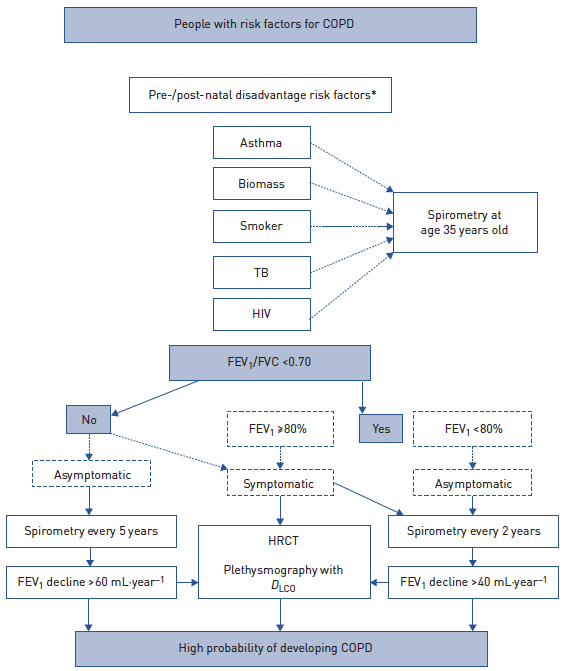 People with risk factors for COPD
Pre-/post-natal disadvantage risk factors*
Asthma
Biomass
Smoker
TB
HIV
Spirometry at
age 35 years old
FEV₁/FVC <0.70
No
FEV₁ ≥80%
Yes
FEV₁ <80%
Asymptomatic
Symptomatic
Asymptomatic
Spirometry every 5 years
HRCT
Plethysmography with
DLCO
Spirometry every 2 years
FEV₁ decline >60 mL·year⁻¹
FEV₁ decline >40 mL·year⁻¹
High probability of developing COPD